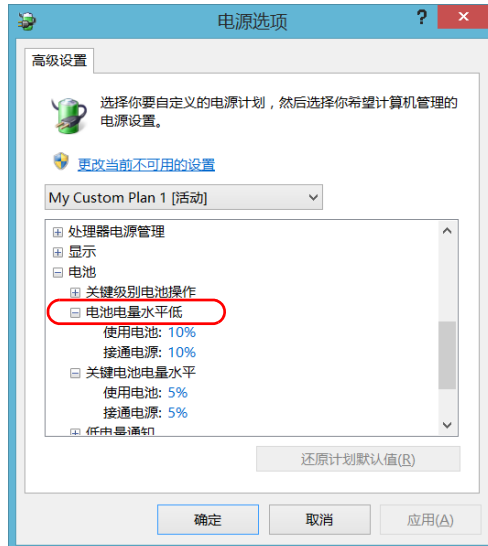 电源选项
?
×
高级设置
选择你要自定义的电源计划，然后选择你希望计算机管理的
电源设置。
更改当前不可用的设置
My Custom Plan 1 [活动]
处理器电源管理
显示
电池
关键级别电池操作
电池电量水平低
使用电池: 10%
接通电源: 10%
关键电池电量水平
使用电池: 5%
接通电源: 5%
低电量通知
还原计划默认值(R)
确定
取消
应用(A)